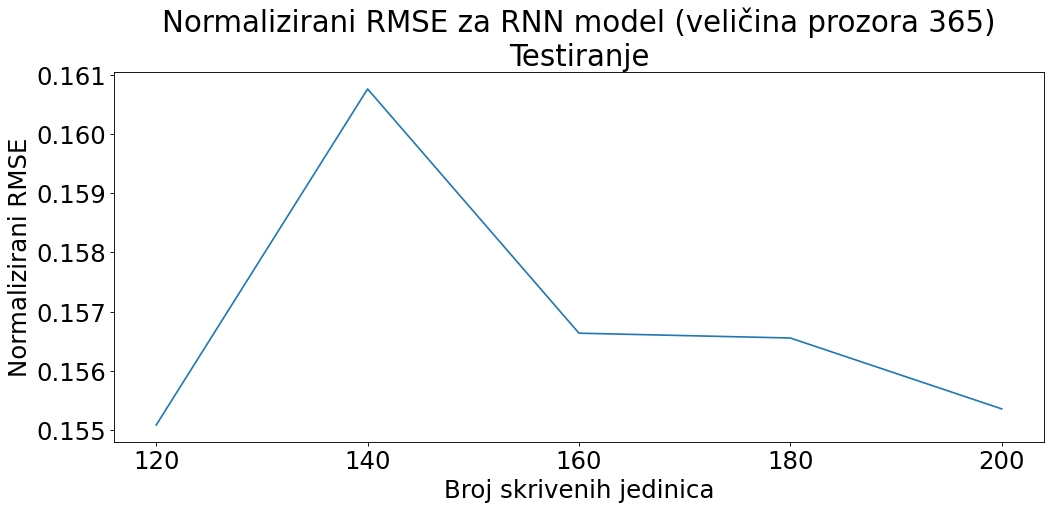 Normalizirani RMSE za RNN model (veličina prozora 365)
Testiranje
Normalizirani RMSE
0.161
0.160
0.159
0.158
0.157
0.156
0.155
120 140 160 180 200
Broj skrivenih jedinica